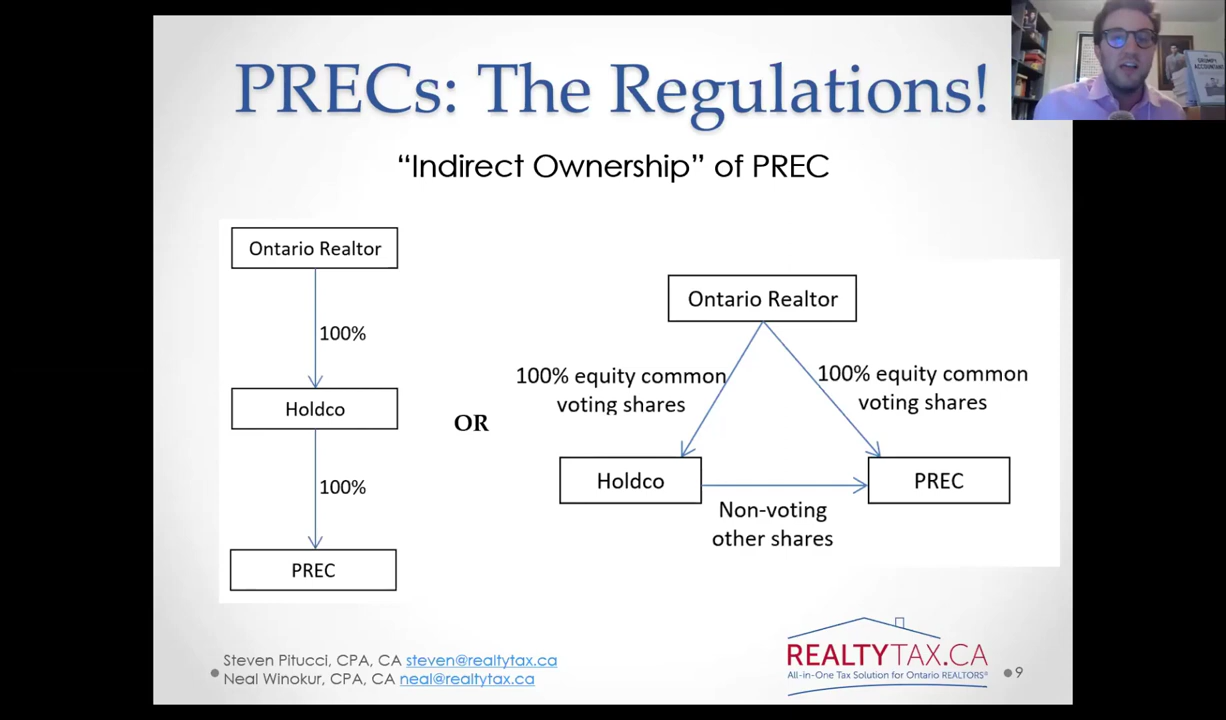 PRECs: The Regulations!
“Indirect Ownership” of PREC
Ontario Realtor
100%
Holdco
100%
PREC
OR
Ontario Realtor
100% equity common
voting shares
100% equity common
voting shares
Holdco
PREC
Non-voting
other shares
Steven Pitucci, CPA, CA steven@realtytax.ca
Neal Winokur, CPA, CA neal@realtytax.ca
REALTYTAX.CA
All-in-One Tax Solution for Ontario REALTORS®
9
GRUMPY
ACCOUNTANT